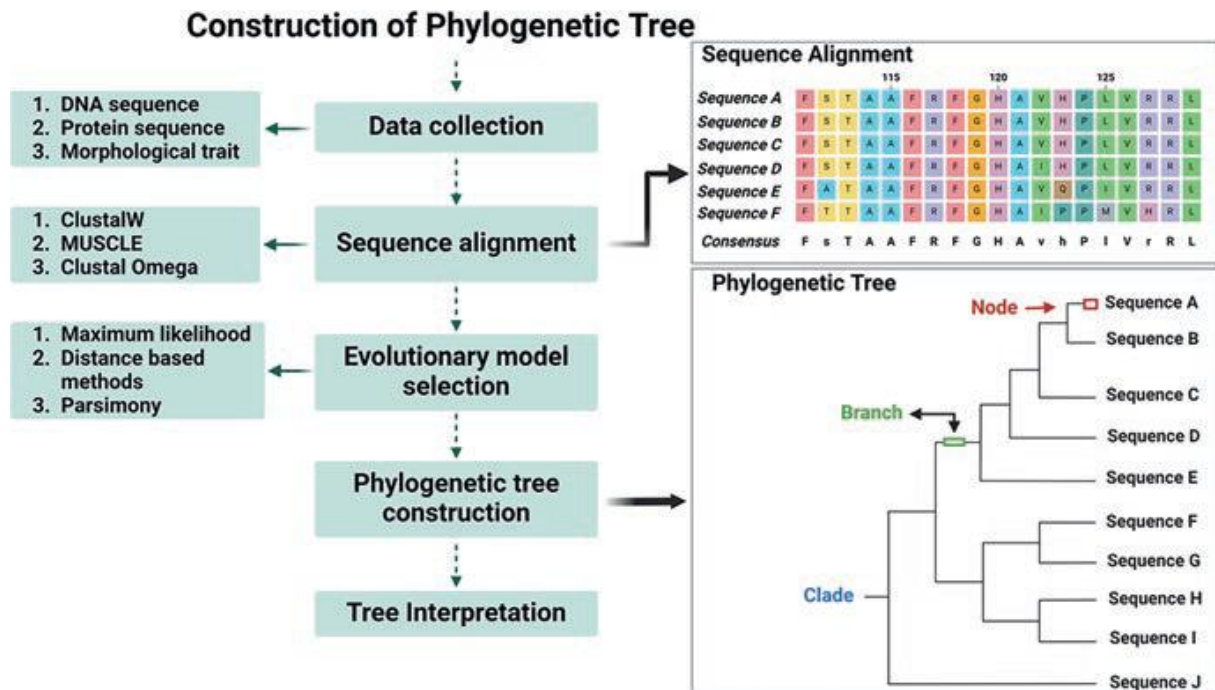 Construction of Phylogenetic Tree
1. DNA sequence
2. Protein sequence
3. Morphological trait
Data collection
1. ClustalW
2. MUSCLE
3. Clustal Omega
Sequence alignment
1. Maximum likelihood
2. Distance based
methods
3. Parsimony
Evolutionary model
selection
Phylogenetic tree
construction
Tree Interpretation
Sequence Alignment
115 120 125
Sequence A F S T A A F R F G H A V H P L V R R L
Sequence B F S T A A F R F G H A V H P L V R R L
Sequence C F S T A A F R F G H A V H P L V R R L
Sequence D F S T A A F R F G H A I H P L V R R L
Sequence E F A T A A F R F G H A V Q P I V R R L
Sequence F F T T A A F R F G H A I P P M V H R L
Consensus F s T A A F R F G H A v h P l V r R L
Phylogenetic Tree
Node
Sequence A
Sequence B
Sequence C
Branch
Sequence D
Sequence E
Sequence F
Sequence G
Clade
Sequence H
Sequence I
Sequence J